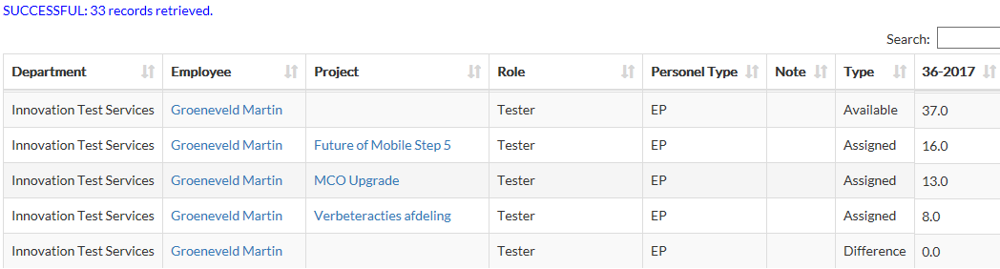 SUCCESSFUL: 33 records retrieved.
Search:
Department Employee Project Role Personel Type Note Type 36-2017
Innovation Test Services Groeneveld Martin Tester EP Available 37.0
Innovation Test Services Groeneveld Martin Future of Mobile Step 5 Tester EP Assigned 16.0
Innovation Test Services Groeneveld Martin MCO Upgrade Tester EP Assigned 13.0
Innovation Test Services Groeneveld Martin Verbeteracties afdeling Tester EP Assigned 8.0
Innovation Test Services Groeneveld Martin Tester EP Difference 0.0